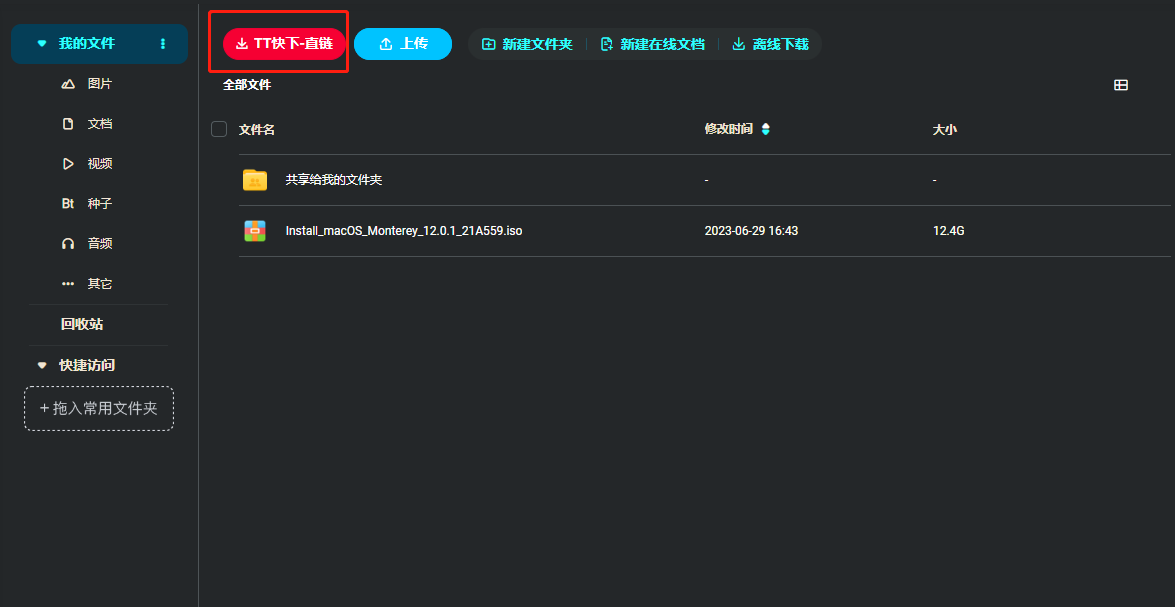 我的文件
图片
文档
视频
Bt 种子
音频
其它
回收站
快捷访问
+ 拖入常用文件夹
TT快下-直链 上传 新建文件夹 新建在线文档 离线下载
全部文件
文件名 修改时间 大小
共享给我的文件夹 - -
Install_macOS_Monterey_12.0.1_21A559.iso 2023-06-29 16:43 12.4G